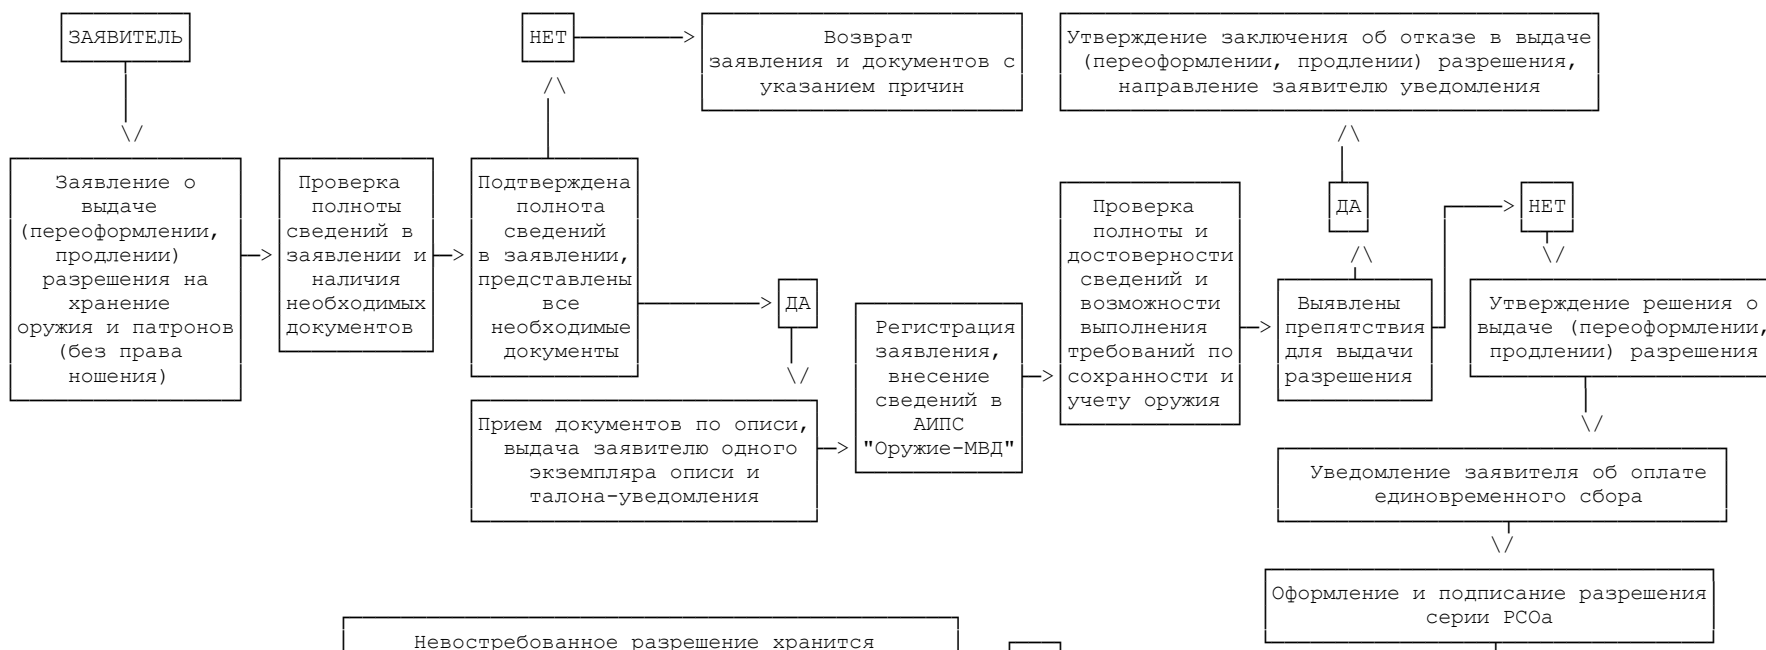 ЗАЯВИТЕЛЬ
НЕТ
Возврат
заявления и документов с
указанием причин
Утверждение заключения об отказе в выдаче
(переоформлении, продлении) разрешения,
направление заявителю уведомления
Заявление о
выдаче
(переоформлении,
продлении)
разрешения на
хранение
оружия и патронов
(без права
ношения)
Проверка
полноты
сведений в
заявлении и
наличия
необходимых
документов
Подтверждена
полнота
сведений
в заявлении,
представлены
все
необходимые
документы
ДА
Прием документов по описи,
выдача заявителю одного
экземпляра описи и
талона-уведомления
Регистрация
заявления,
внесение
сведений в
АИПС
"Оружие-МВД"
Проверка
полноты и
достоверности
сведений и
возможности
выполнения
требований по
сохранности и
учету оружия
Выявлены
препятствия
для выдачи
разрешения
ДА
НЕТ
Утверждение решения о
выдаче (переоформлении,
продлении) разрешения
Уведомление заявителя об оплате
единовременного сбора
Оформление и подписание разрешения
серии РСОа
Невостребованное разрешение хранится